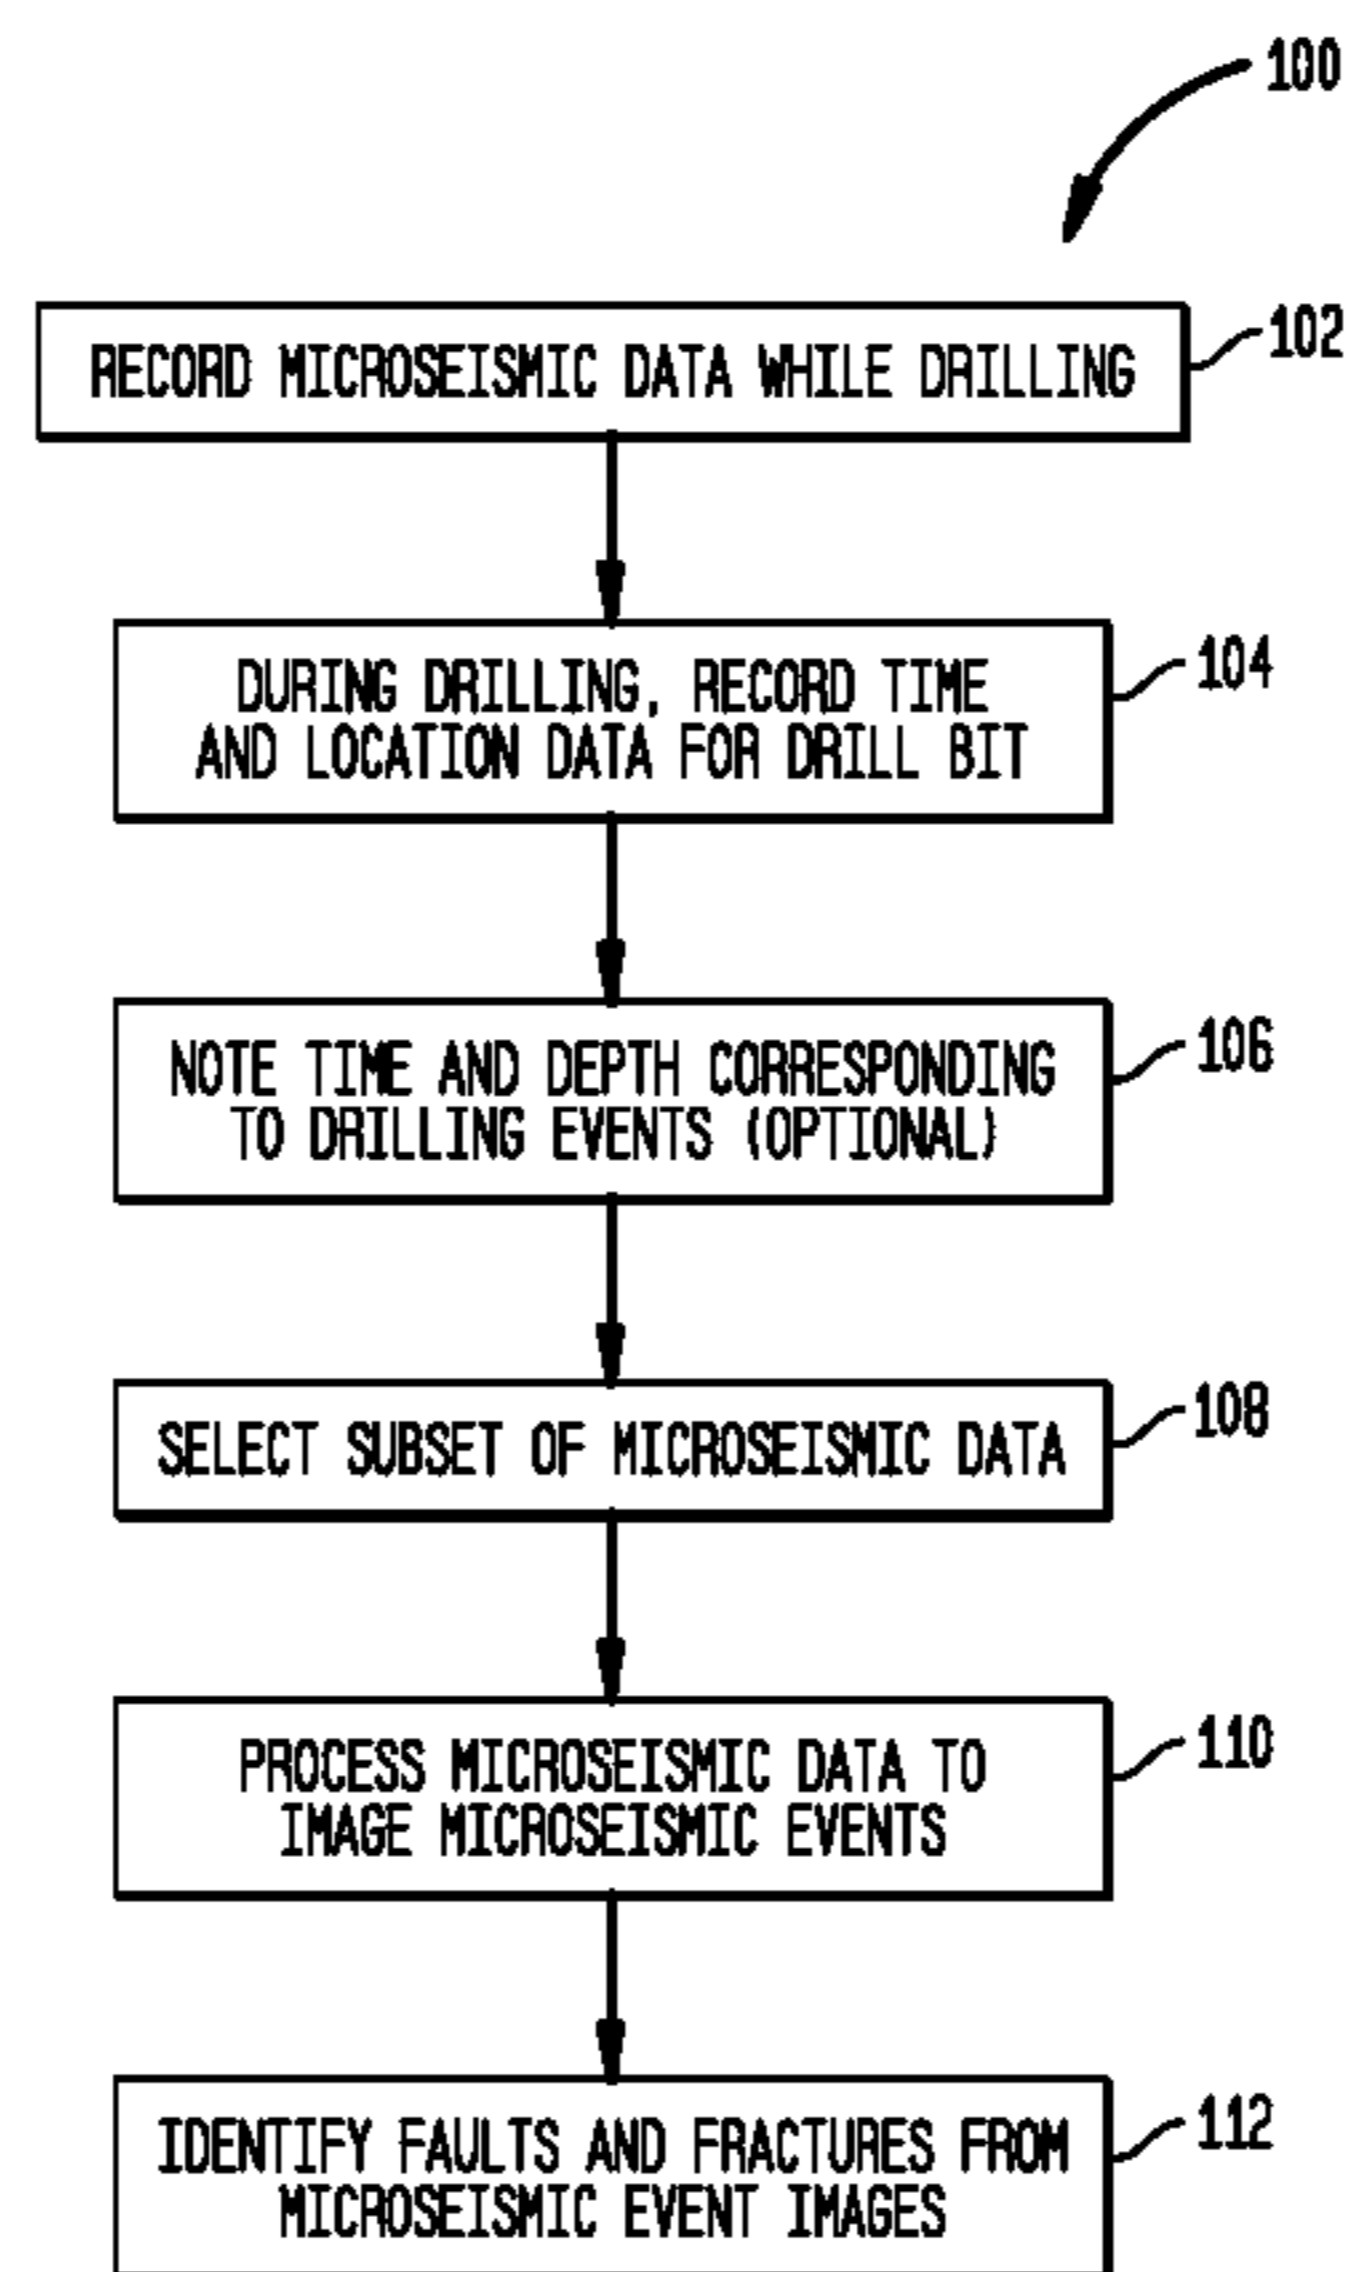 100
RECORD MICROSEISMIC DATA WHILE DRILLING
102
DURING DRILLING, RECORD TIME
AND LOCATION DATA FOR DRILL BIT
104
NOTE TIME AND DEPTH CORRESPONDING
TO DRILLING EVENTS (OPTIONAL)
106
SELECT SUBSET OF MICROSEISMIC DATA
108
PROCESS MICROSEISMIC DATA TO
IMAGE MICROSEISMIC EVENTS
110
IDENTIFY FAULTS AND FRACTURES FROM
MICROSEISMIC EVENT IMAGES
112